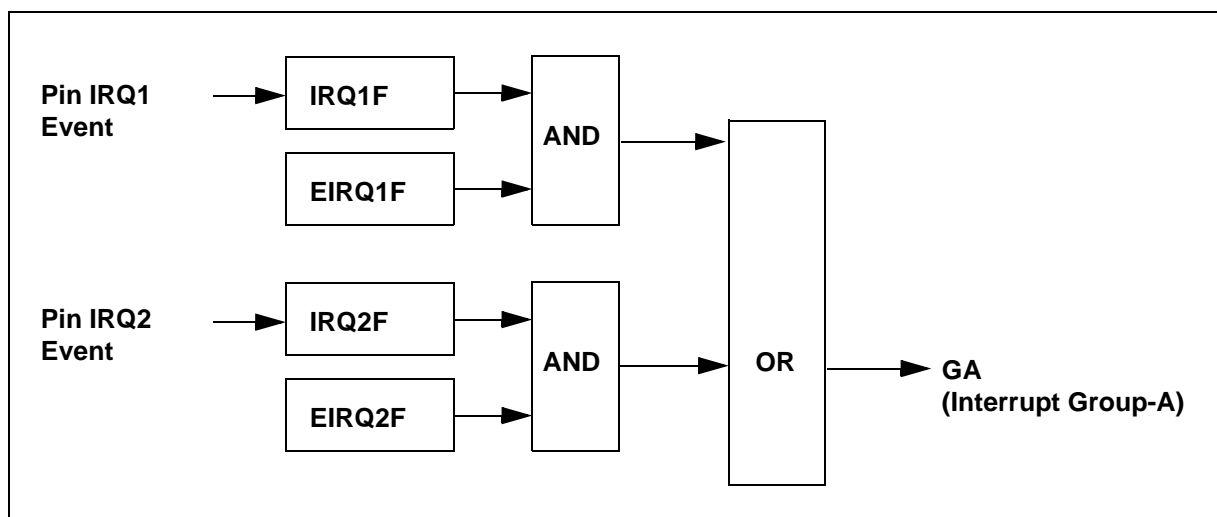 Pin IRQ1
Event
IRQ1F
EIRQ1F
AND
Pin IRQ2
Event
IRQ2F
EIRQ2F
AND
OR
GA
(Interrupt Group-A)